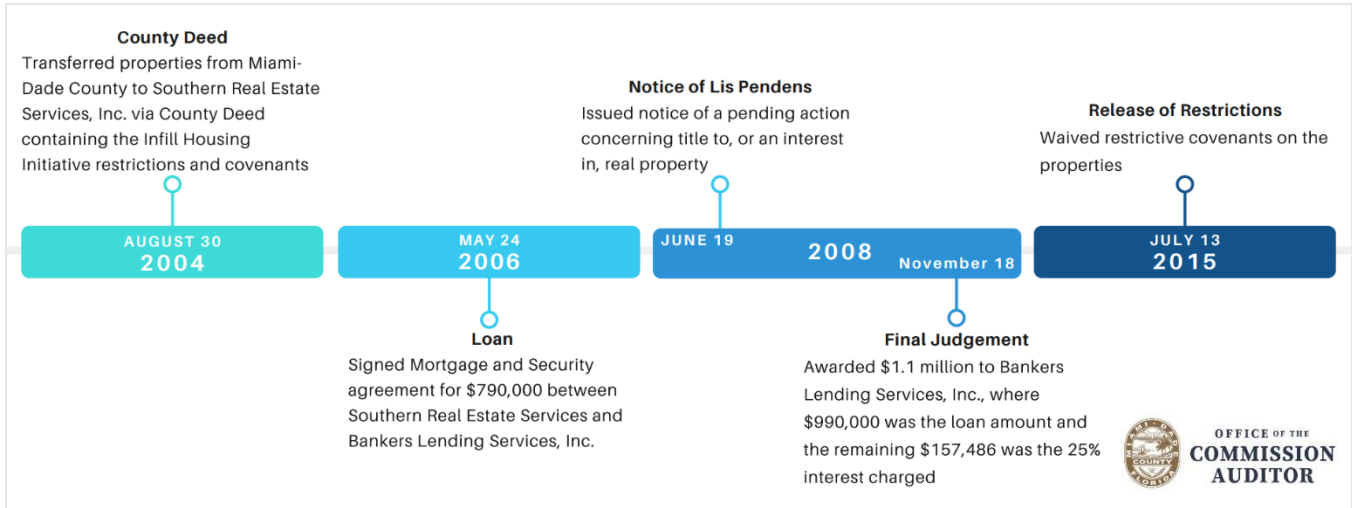 County Deed
Transferred properties from Miami-
Dade County to Southern Real Estate
Services, Inc. via County Deed
containing the Infill Housing
Initiative restrictions and covenants
AUGUST 30
2004
MAY 24
2006
Loan
Signed Mortgage and Security
agreement for $790,000 between
Southern Real Estate Services and
Bankers Lending Services, Inc.
Notice of Lis Pendens
Issued notice of a pending action
concerning title to, or an interest
in, real property
JUNE 19
2008
November 18
Final Judgement
Awarded $1.1 million to Bankers
Lending Services, Inc., where
$990,000 was the loan amount and
the remaining $157,486 was the 25%
interest charged
Release of Restrictions
Waived restrictive covenants on the
properties
JULY 13
2015
MIAMI-DADE
COUNTY
FLORIDA
OFFICE OF THE
COMMISSION
AUDITOR